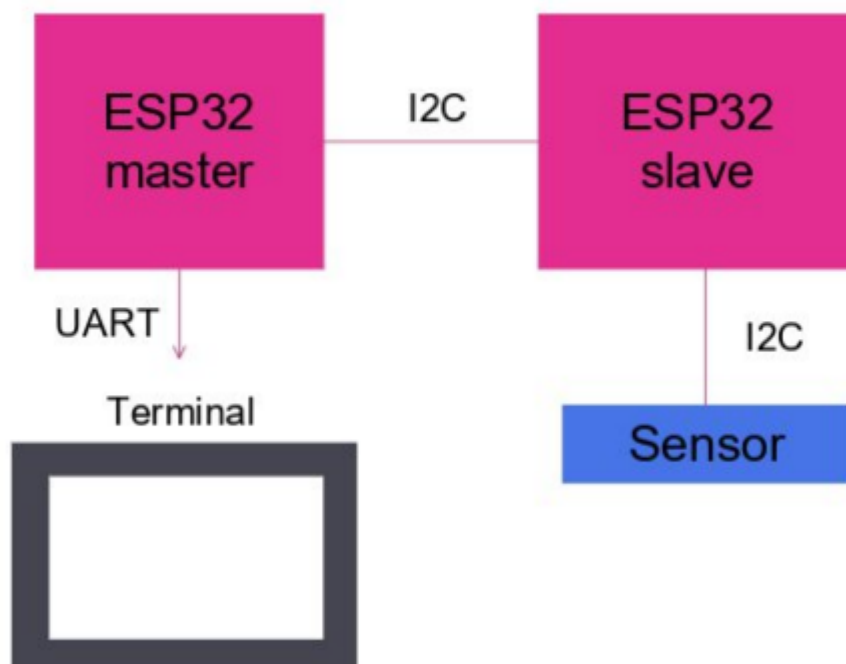 ESP32
master
I2C
ESP32
slave
UART
I2C
Terminal
Sensor